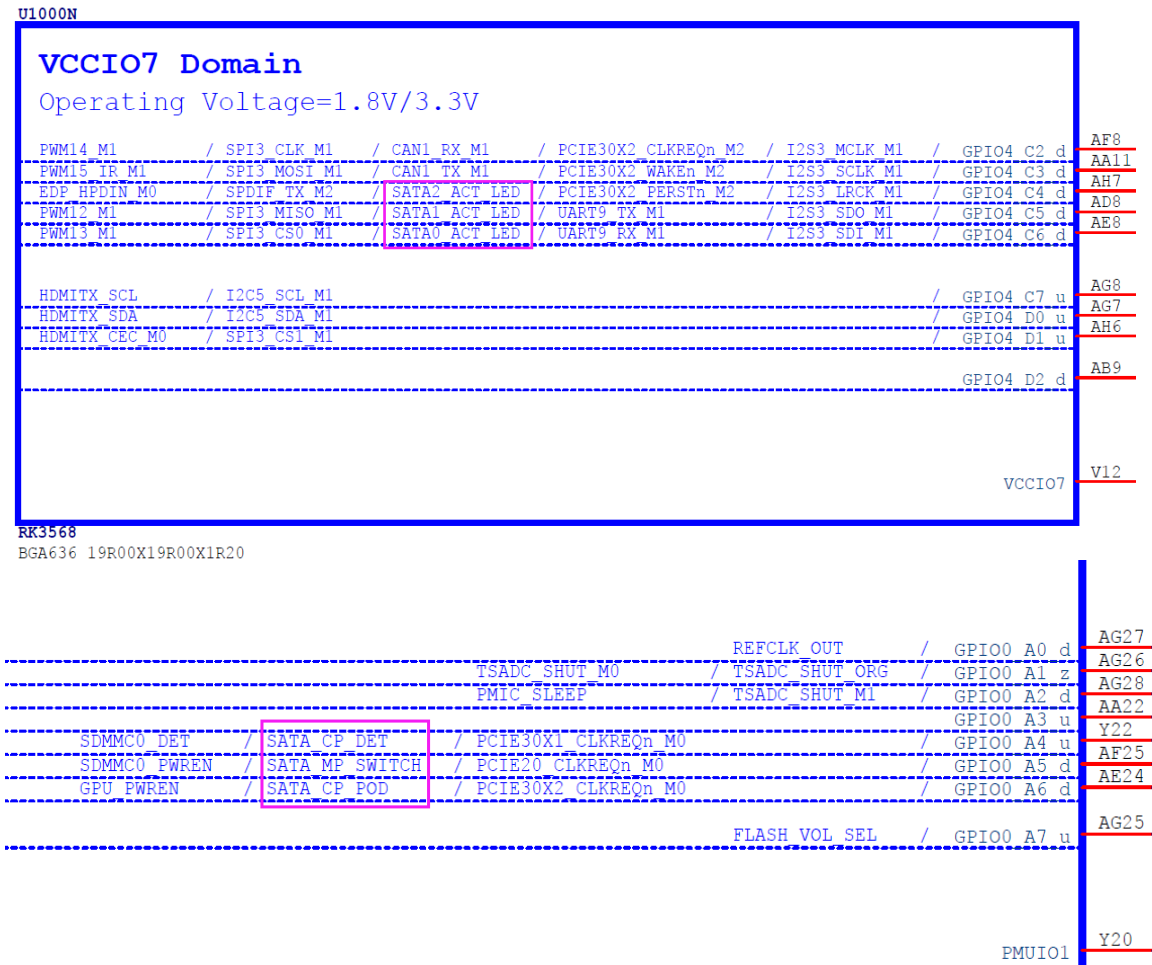 U1000N
VCCIO7 Domain
Operating Voltage=1.8V/3.3V
PWM14_M1 / SPI3_CLK_M1 / CAN1_RX_M1 / PCIE30X2_CLKREQn_M2 / I2S3_MCLK_M1 / GPIO4_C2_d AF8
PWM15_IR_M1 / SPI3_MOSI_M1 / CAN1_TX_M1 / PCIE30X2_WAKEn_M2 / I2S3_SCLK_M1 / GPIO4_C3_d AA11
EDP_HPDIN_M0 / SPDIF_TX_M2 / SATA2_ACT_LED / PCIE30X2_PERSTn_M2 / I2S3_LRCK_M1 / GPIO4_C4_d AH7
PWM12_M1 / SPI3_MISO_M1 / SATA1_ACT_LED / UART9_TX_M1 / I2S3_SDO_M1 / GPIO4_C5_d AD8
PWM13_M1 / SPI3_CS0_M1 / SATA0_ACT_LED / UART9_RX_M1 / I2S3_SDI_M1 / GPIO4_C6_d AE8
HDMITX_SCL / I2C5_SCL_M1 / GPIO4_C7_u AG8
HDMITX_SDA / I2C5_SDA_M1 / GPIO4_D0_u AG7
HDMITX_CEC_M0 / SPI3_CS1_M1 / GPIO4_D1_u AH6
GPIO4_D2_d AB9
VCCIO7 V12
RK3568
BGA636_19R00X19R00X1R20
REFCLK_OUT / GPIO0_A0_d AG27
TSADC_SHUT_M0 / TSADC_SHUT_ORG / GPIO0_A1_z AG26
PMIC_SLEEP / TSADC_SHUT_M1 / GPIO0_A2_d AG28
GPIO0_A3_u AA22
SDMMC0_DET / SATA_CP_DET / PCIE30X1_CLKREQn_M0 / GPIO0_A4_u Y22
SDMMC0_PWREN / SATA_MP_SWITCH / PCIE20_CLKREQn_M0 / GPIO0_A5_d AF25
GPU_PWREN / SATA_CP_POD / PCIE30X2_CLKREQn_M0 / GPIO0_A6_d AE24
FLASH_VOL_SEL / GPIO0_A7_u AG25
PMUIO1 Y20